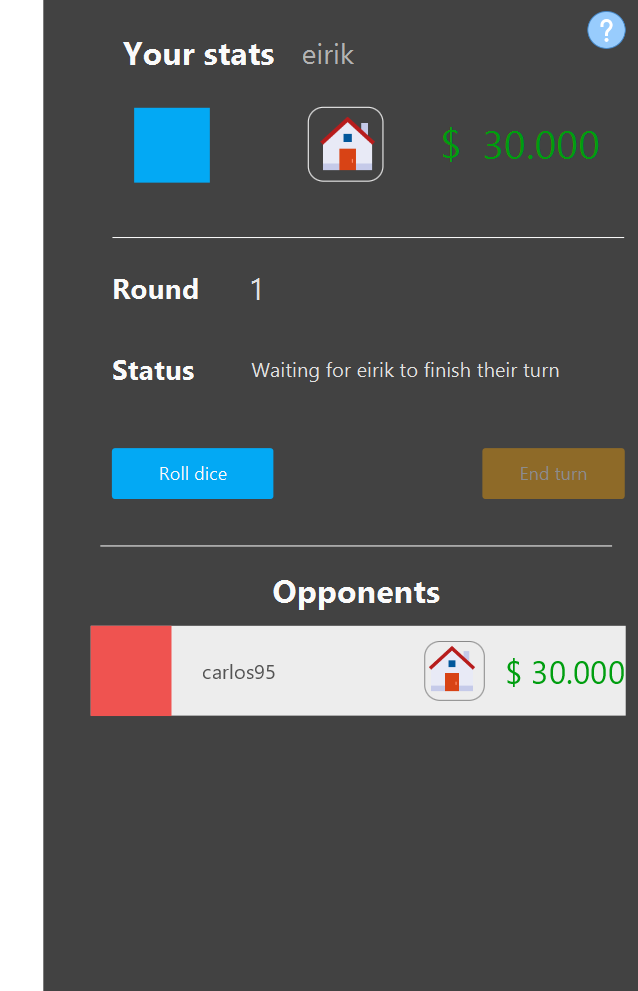 ?
Your stats eirik
$ 30.000
Round 1
Status Waiting for eirik to finish their turn
Roll dice End turn
Opponents
carlos95 $ 30.000